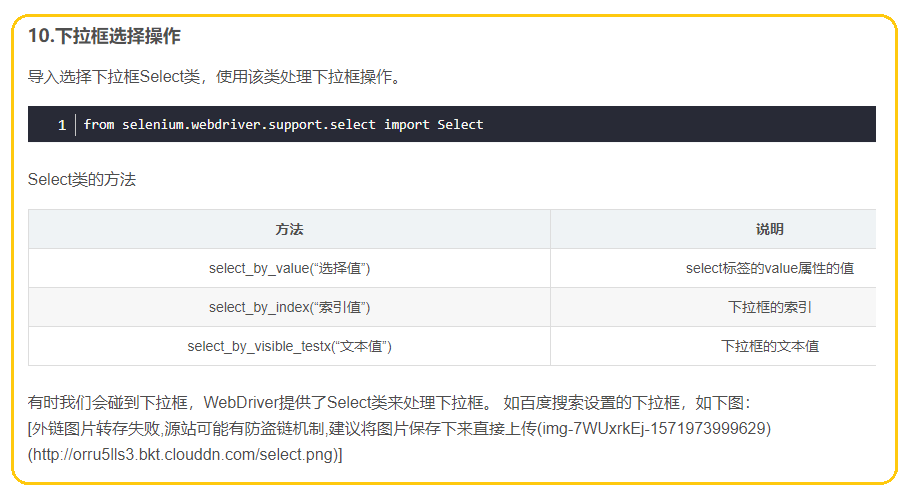 10.下拉框选择操作
导入选择下拉框Select类，使用该类处理下拉框操作。
1 from selenium.webdriver.support.select import Select
Select类的方法
方法 说明
select_by_value(“选择值”) select标签的value属性的值
select_by_index(“索引值”) 下拉框的索引
select_by_visible_testx(“文本值”) 下拉框的文本值
有时我们会碰到下拉框，WebDriver提供了Select类来处理下拉框。 如百度搜索设置的下拉框，如下图：
[外链图片转存失败,源站可能有防盗链机制,建议将图片保存下来直接上传(img-7WUxrkEj-1571973999629)
(http://orru5lls3.bkt.clouddn.com/select.png)]